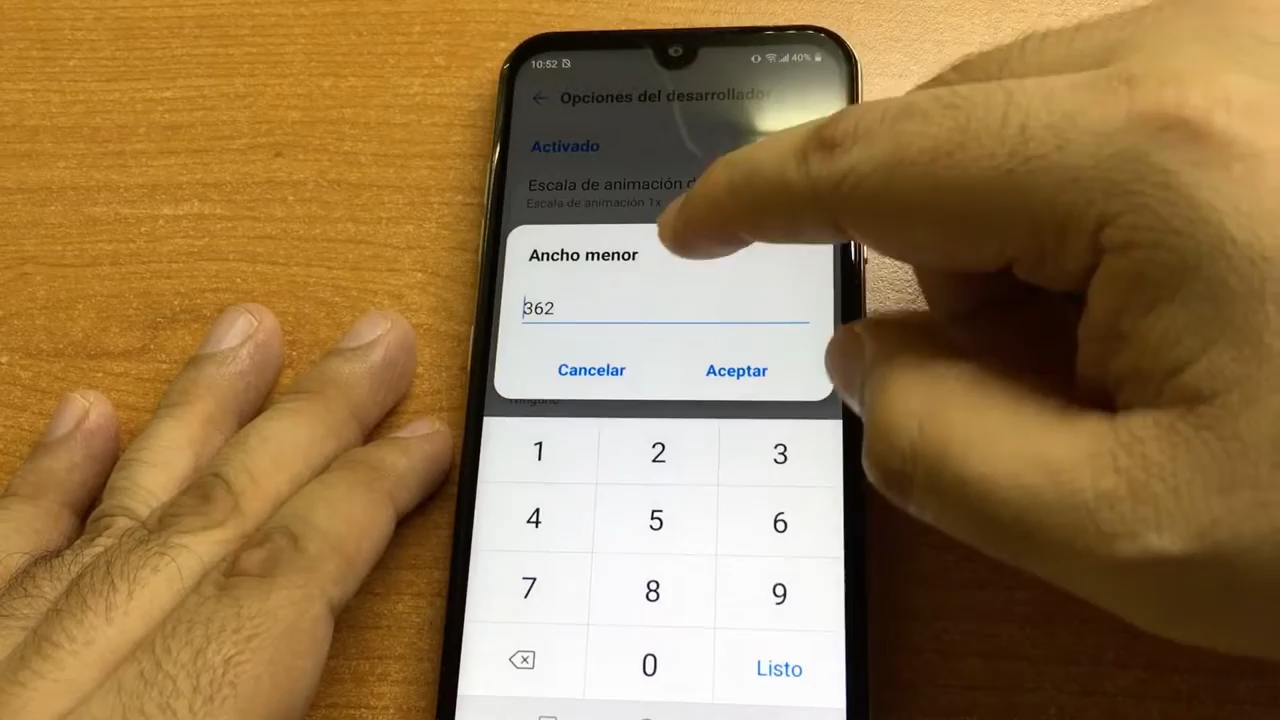 10:52
40%
Opciones del desarrollador
Activado
Escala de animación
Escala de animación 1x
Ancho menor
362
Cancelar Aceptar
Ninguno
1 2 3
4 5 6
7 8 9
0 Listo